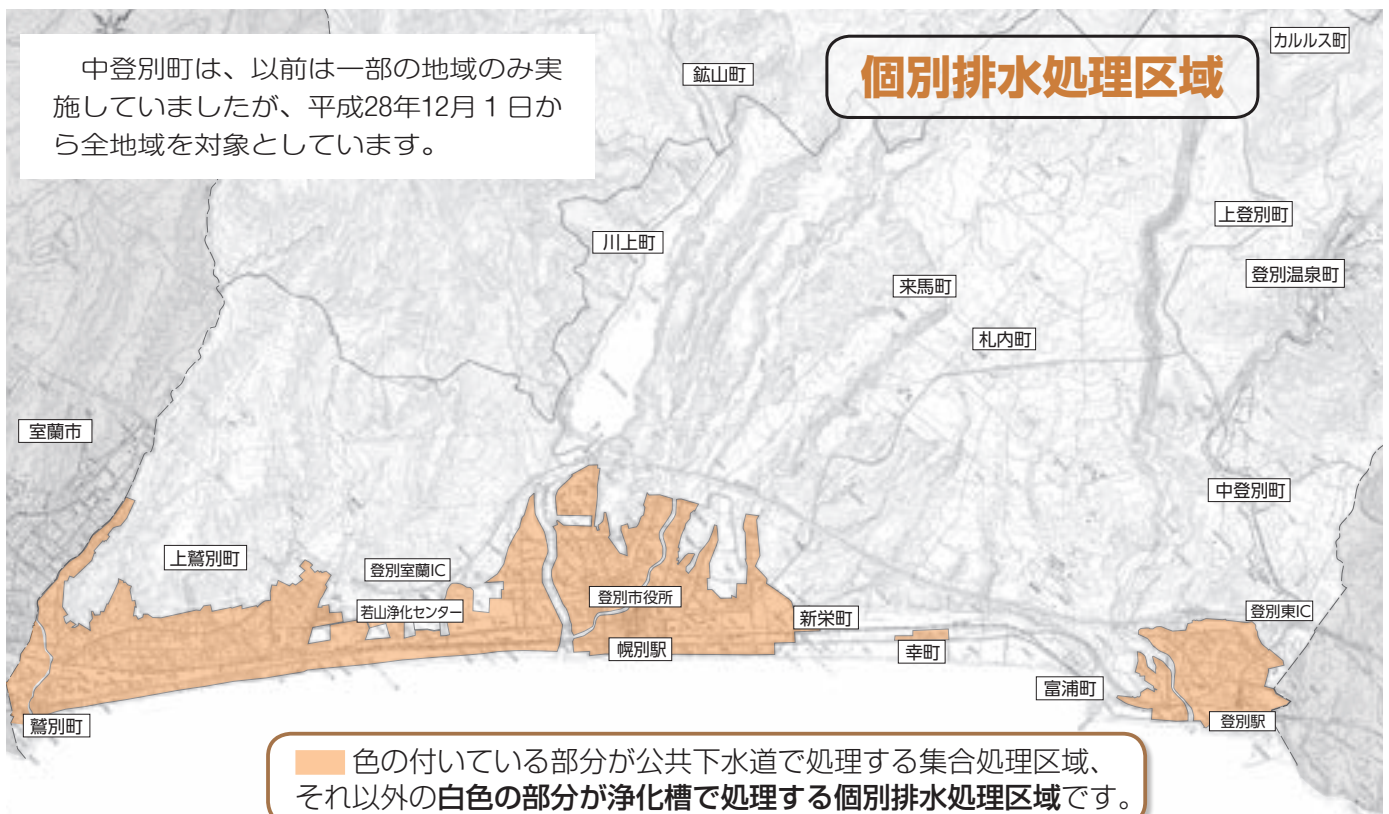 中登別町は、以前は一部の地域のみ実
施していましたが、平成28年12月1日か
ら全地域を対象としています。
個別排水処理区域
カルルス町
鉱山町
上登別町
川上町
登別温泉町
来馬町
札内町
室蘭市
中登別町
上鷲別町
登別室蘭IC
登別市役所
若山浄化センター
新栄町
登別東IC
幌別駅
幸町
富浦町
鷲別町
登別駅
色の付いている部分が公共下水道で処理する集合処理区域、
それ以外の白色の部分が浄化槽で処理する個別排水処理区域です。